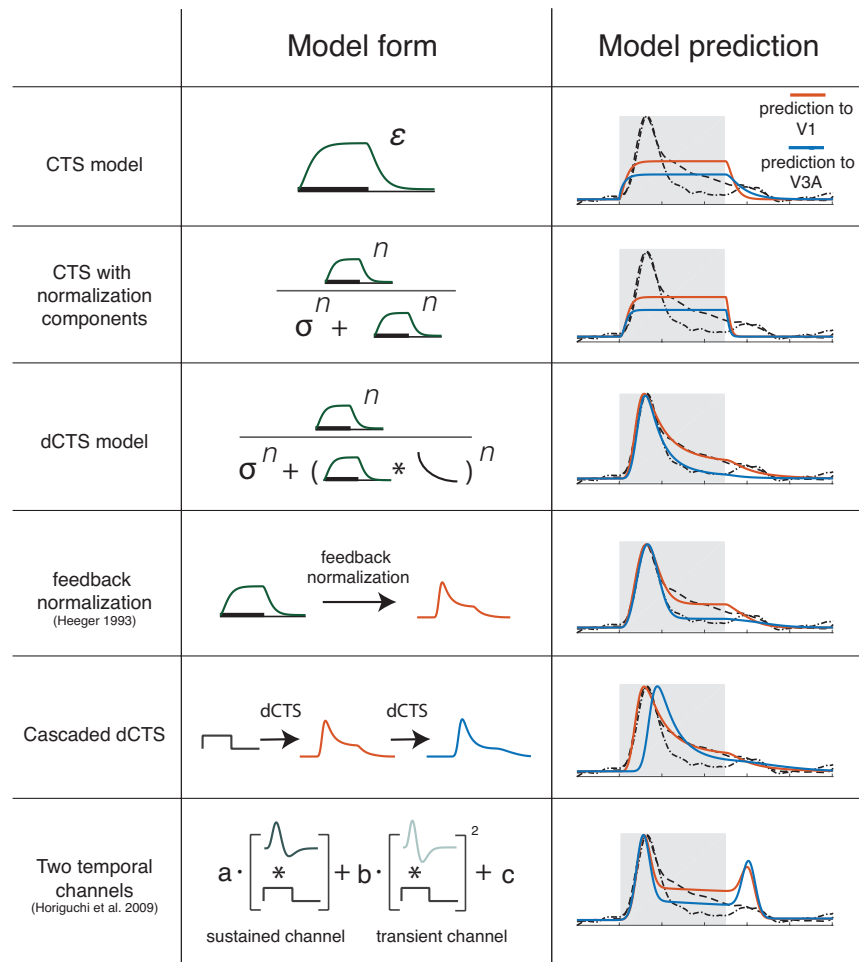 Model form
Model prediction
CTS model
ε
prediction to
V1
prediction to
V3A
CTS with
normalization
components
n
σ n + n
dCTS model
n
σ n + ( * ) n
feedback
normalization
(Heeger 1993)
feedback
normalization
Cascaded dCTS
dCTS
dCTS
Two temporal
channels
(Horiguchi et al. 2009)
a · [ * ] + b · [ * ] 2 + c
sustained channel
transient channel